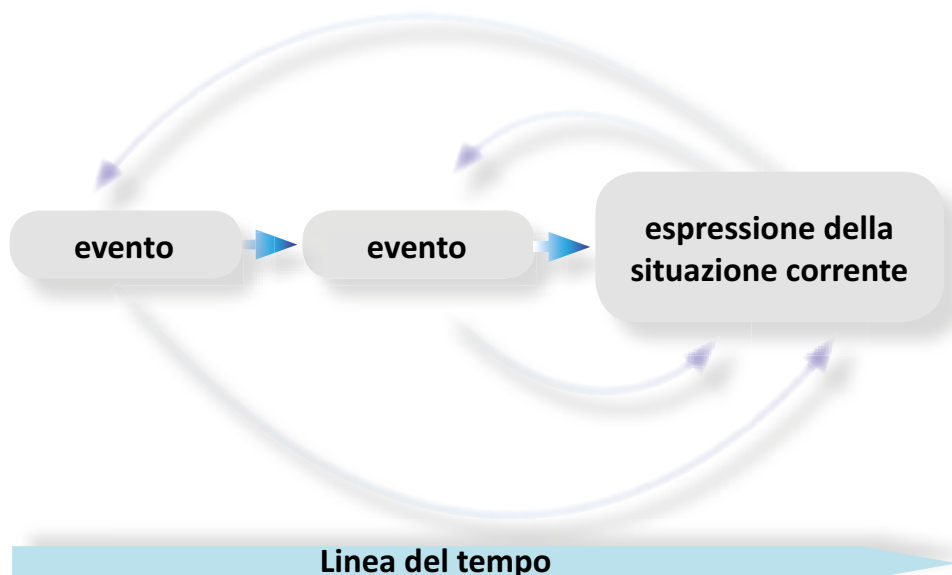 evento
evento
espressione della
situazione corrente
Linea del tempo